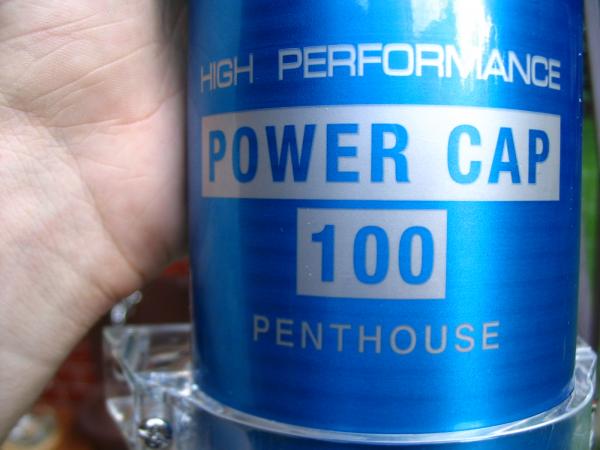 HIGH PERFORMANCE
POWER CAP
100
PENTHOUSE